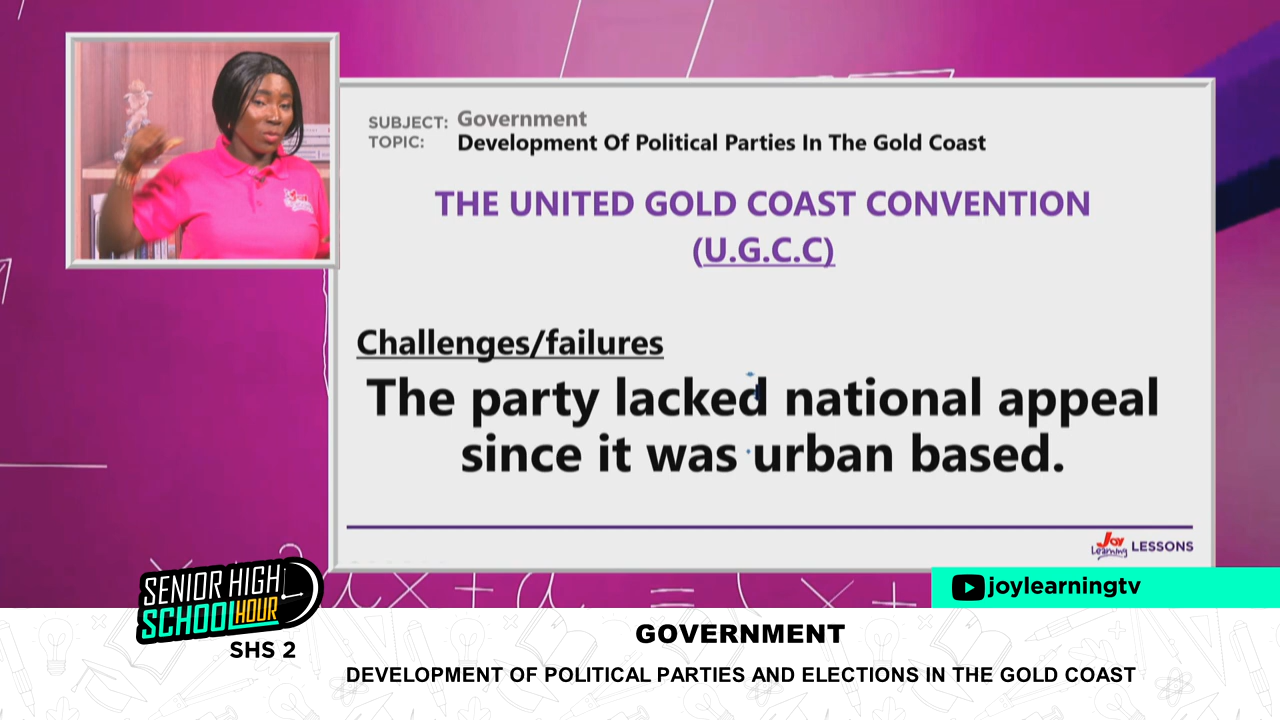 SUBJECT: Government
TOPIC: Development Of Political Parties In The Gold Coast
THE UNITED GOLD COAST CONVENTION
(U.G.C.C)
Challenges/failures
The party lacked national appeal
since it was urban based.
Joy Learning LESSONS
joylearningtv
SENIOR HIGH
SCHOOL HOUR
SHS 2
GOVERNMENT
DEVELOPMENT OF POLITICAL PARTIES AND ELECTIONS IN THE GOLD COAST